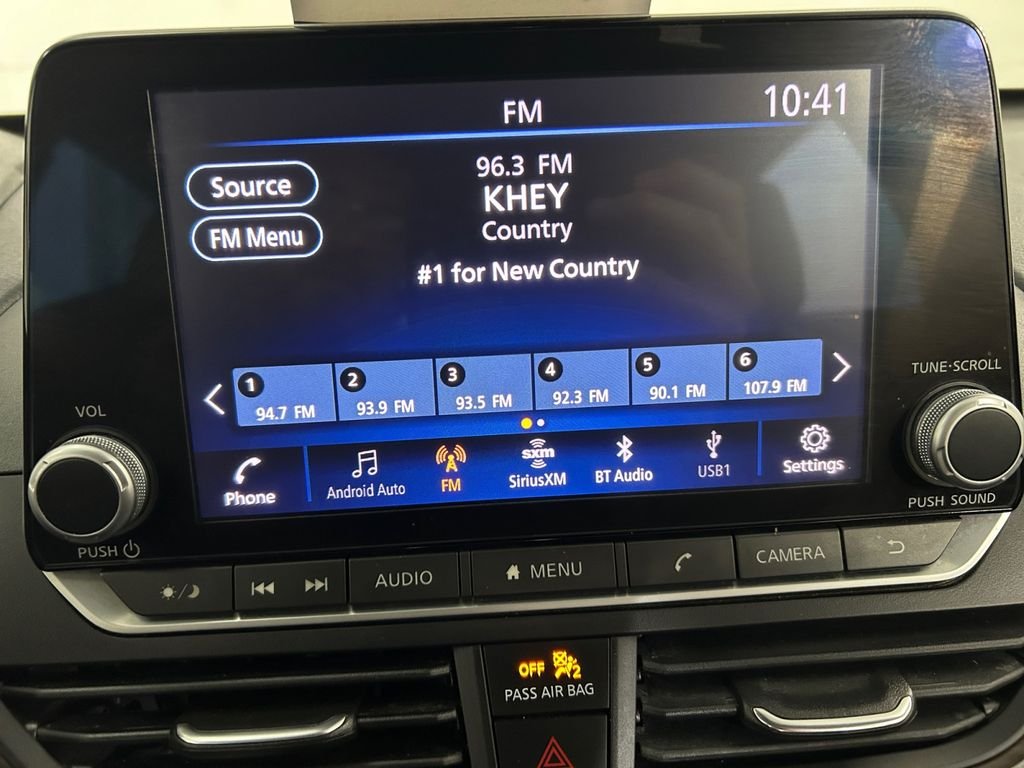 FM
10:41
Source
FM Menu
96.3 FM
KHEY
Country
#1 for New Country
1
94.7 FM
2
93.9 FM
3
93.5 FM
4
92.3 FM
5
90.1 FM
6
107.9 FM
VOL
PUSH
TUNE·SCROLL
PUSH SOUND
Phone
Android Auto
FM
sxm
SiriusXM
BT Audio
USB1
Settings
AUDIO
MENU
CAMERA
OFF
2
PASS AIR BAG